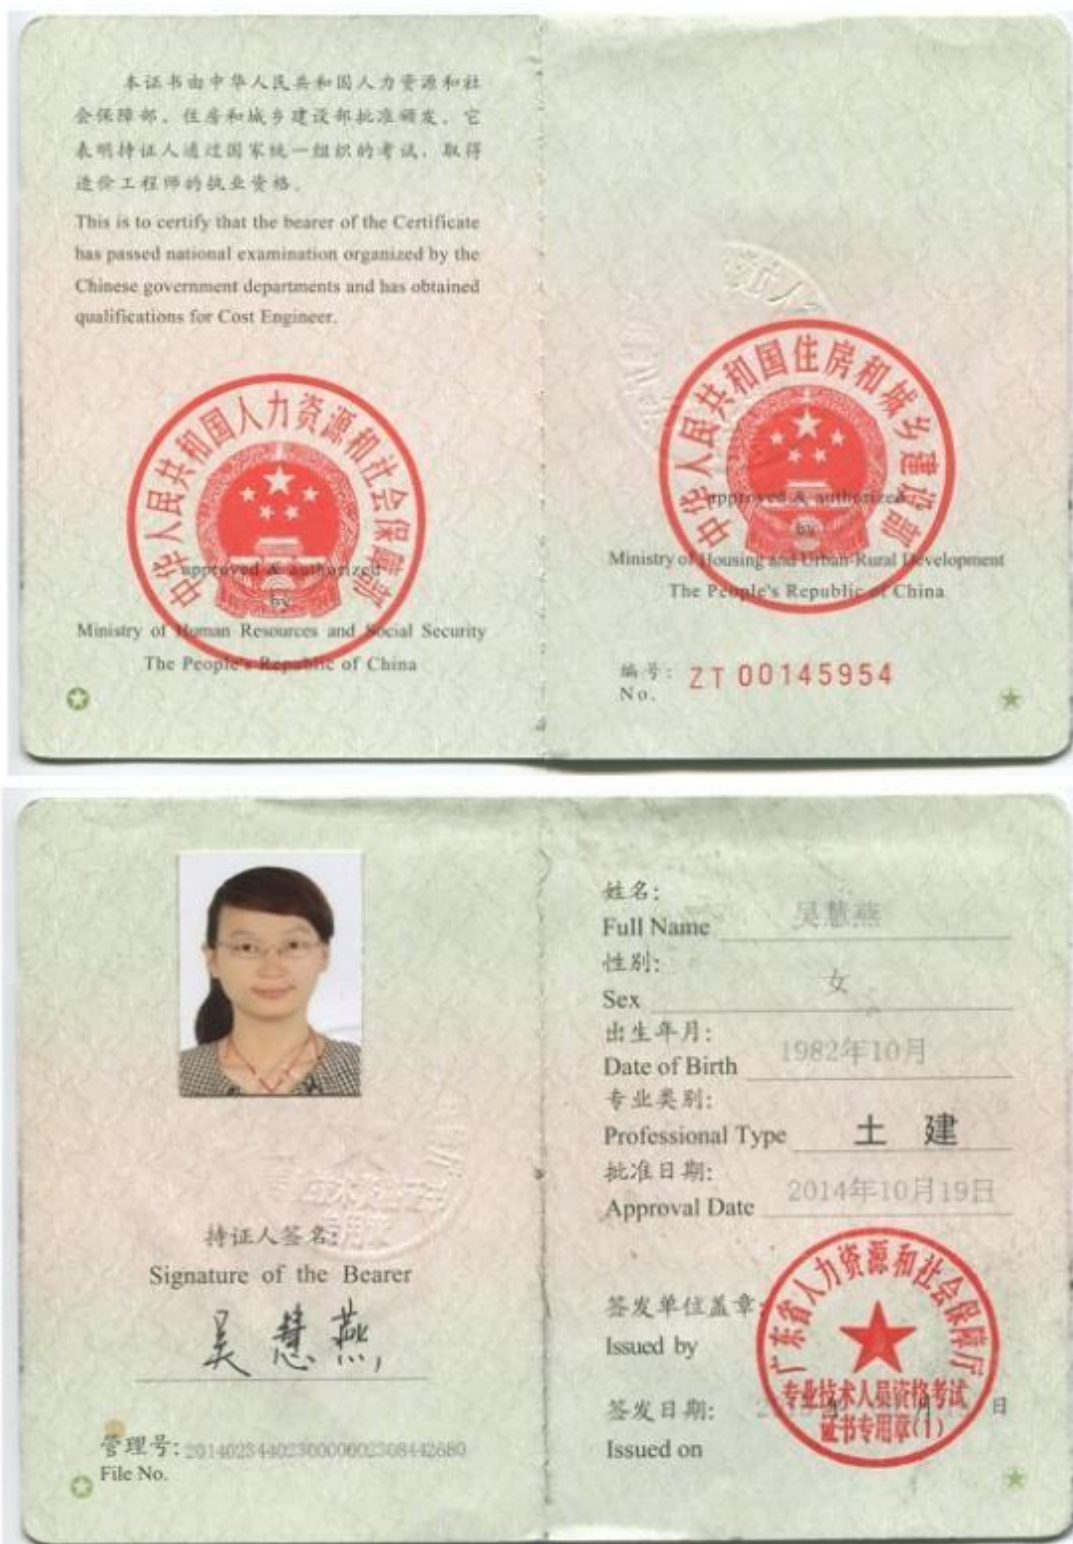 本证书由中华人民共和国人力资源和社
会保障部、住房和城乡建设部批准颁发。它
表明持证人通过国家统一组织的考试，取得
造价工程师的执业资格。
This is to certify that the bearer of the Certificate
has passed national examination organized by the
Chinese government departments and has obtained
qualifications for Cost Engineer.
中华人民共和国人力资源和社会保障部
approved & authorized
by
Ministry of Human Resources and Social Security
The People's Republic of China
中华人民共和国住房和城乡建设部
approved & authorized
by
Ministry of Housing and Urban-Rural Development
The People's Republic of China
编号: ZT 00145954
No.
持证人签名:
Signature of the Bearer
吴慧燕
管理号:
File No.
姓名:
Full Name 吴慧燕
性别:
Sex 女
出生年月:
Date of Birth 1982年10月
专业类别:
Professional Type 土 建
批准日期:
Approval Date 2014年10月19日
签发单位盖章:
Issued by
广东省人力资源和社会保障厅
专业技术人员资格考试
证书专用章(1)
签发日期: 年 月 日
Issued on